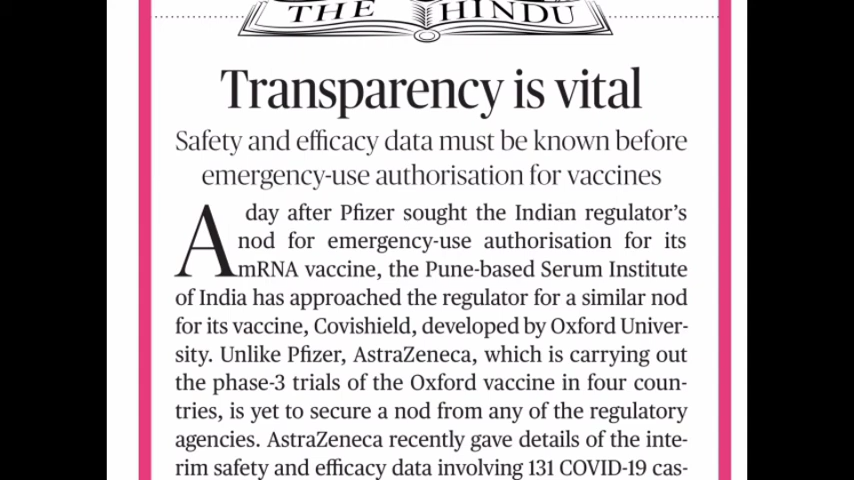 THE HINDU
Transparency is vital
Safety and efficacy data must be known before
emergency-use authorisation for vaccines
A day after Pfizer sought the Indian regulator's
nod for emergency-use authorisation for its
mRNA vaccine, the Pune-based Serum Institute
of India has approached the regulator for a similar nod
for its vaccine, Covishield, developed by Oxford Univer-
sity. Unlike Pfizer, AstraZeneca, which is carrying out
the phase-3 trials of the Oxford vaccine in four coun-
tries, is yet to secure a nod from any of the regulatory
agencies. AstraZeneca recently gave details of the inte-
rim safety and efficacy data involving 131 COVID-19 cas-